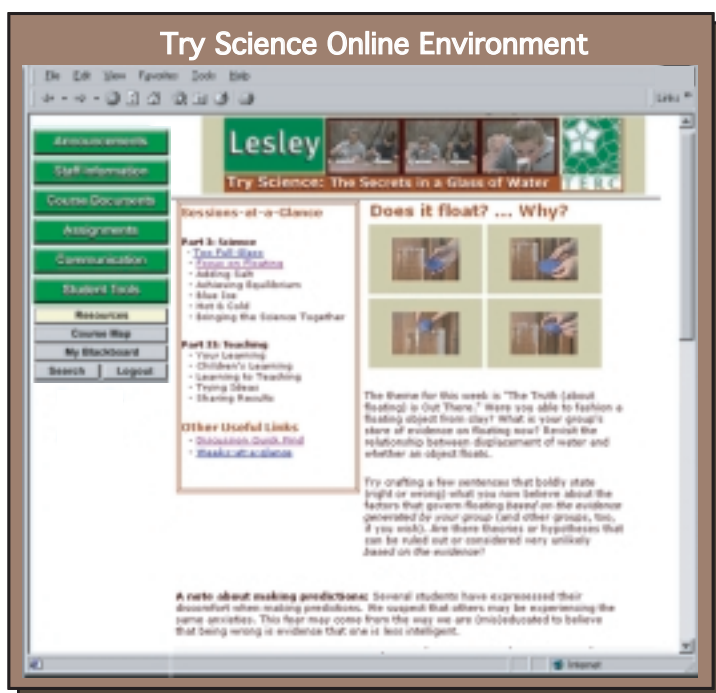 Try Science Online Environment
File Edit View Favorites Tools Help
Links
Announcements
Staff Information
Course Documents
Assignments
Communication
Student Tools
Resources
Course Map
My Blackboard
Search Logout
Lesley
Try Science: The Secrets in a Glass of Water
TERC
Sessions-at-a-Glance
Part I: Science
· Too Full Glass
· Focus on Floating
· Adding Salt
· Achieving Equilibrium
· Blue Ice
· Hot & Cold
· Bringing the Science Together
Part II: Teaching
· Your Learning
· Children's Learning
· Learning to Teaching
· Trying Ideas
· Sharing Results
Other Useful Links
· Discussion Quick Find
· Weeks-at-a-glance
Does it float? ... Why?
The theme for this week is "The Truth (about
floating) is Out There." Were you able to fashion a
floating object from clay? What is your group's
store of evidence on floating now? Revisit the
relationship between displacement of water and
whether an object floats.
Try crafting a few sentences that boldly state
(right or wrong) what you now believe about the
factors that govern floating based on the evidence
generated by your group (and other groups, too,
if you wish). Are there theories or hypotheses that
can be ruled out or considered very unlikely
based on the evidence?
A note about making predictions: Several students have expressed their
discomfort when making predictions. We suspect that others may be experiencing the
same anxieties. This fear may come from the way we are (mis)educated to believe
that being wrong is evidence that one is less intelligent.
Internet